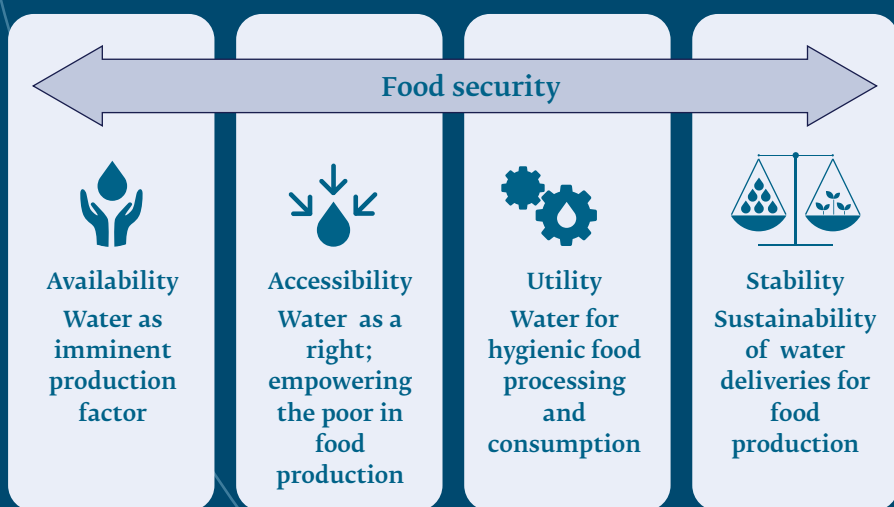 Food security
Availability
Water as
imminent
production
factor
Accessibility
Water as a
right;
empowering
the poor in
food
production
Utility
Water for
hygienic food
processing
and
consumption
Stability
Sustainability
of water
deliveries for
food
production